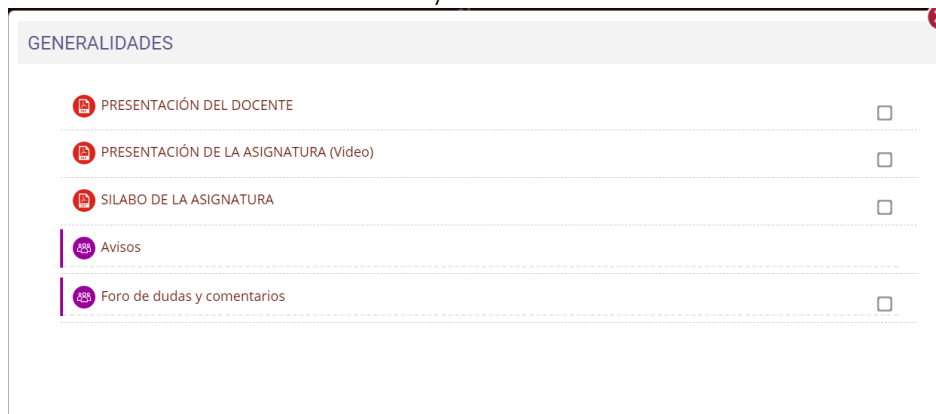 GENERALIDADES
PRESENTACIÓN DEL DOCENTE
PRESENTACIÓN DE LA ASIGNATURA (Video)
SILABO DE LA ASIGNATURA
Avisos
Foro de dudas y comentarios